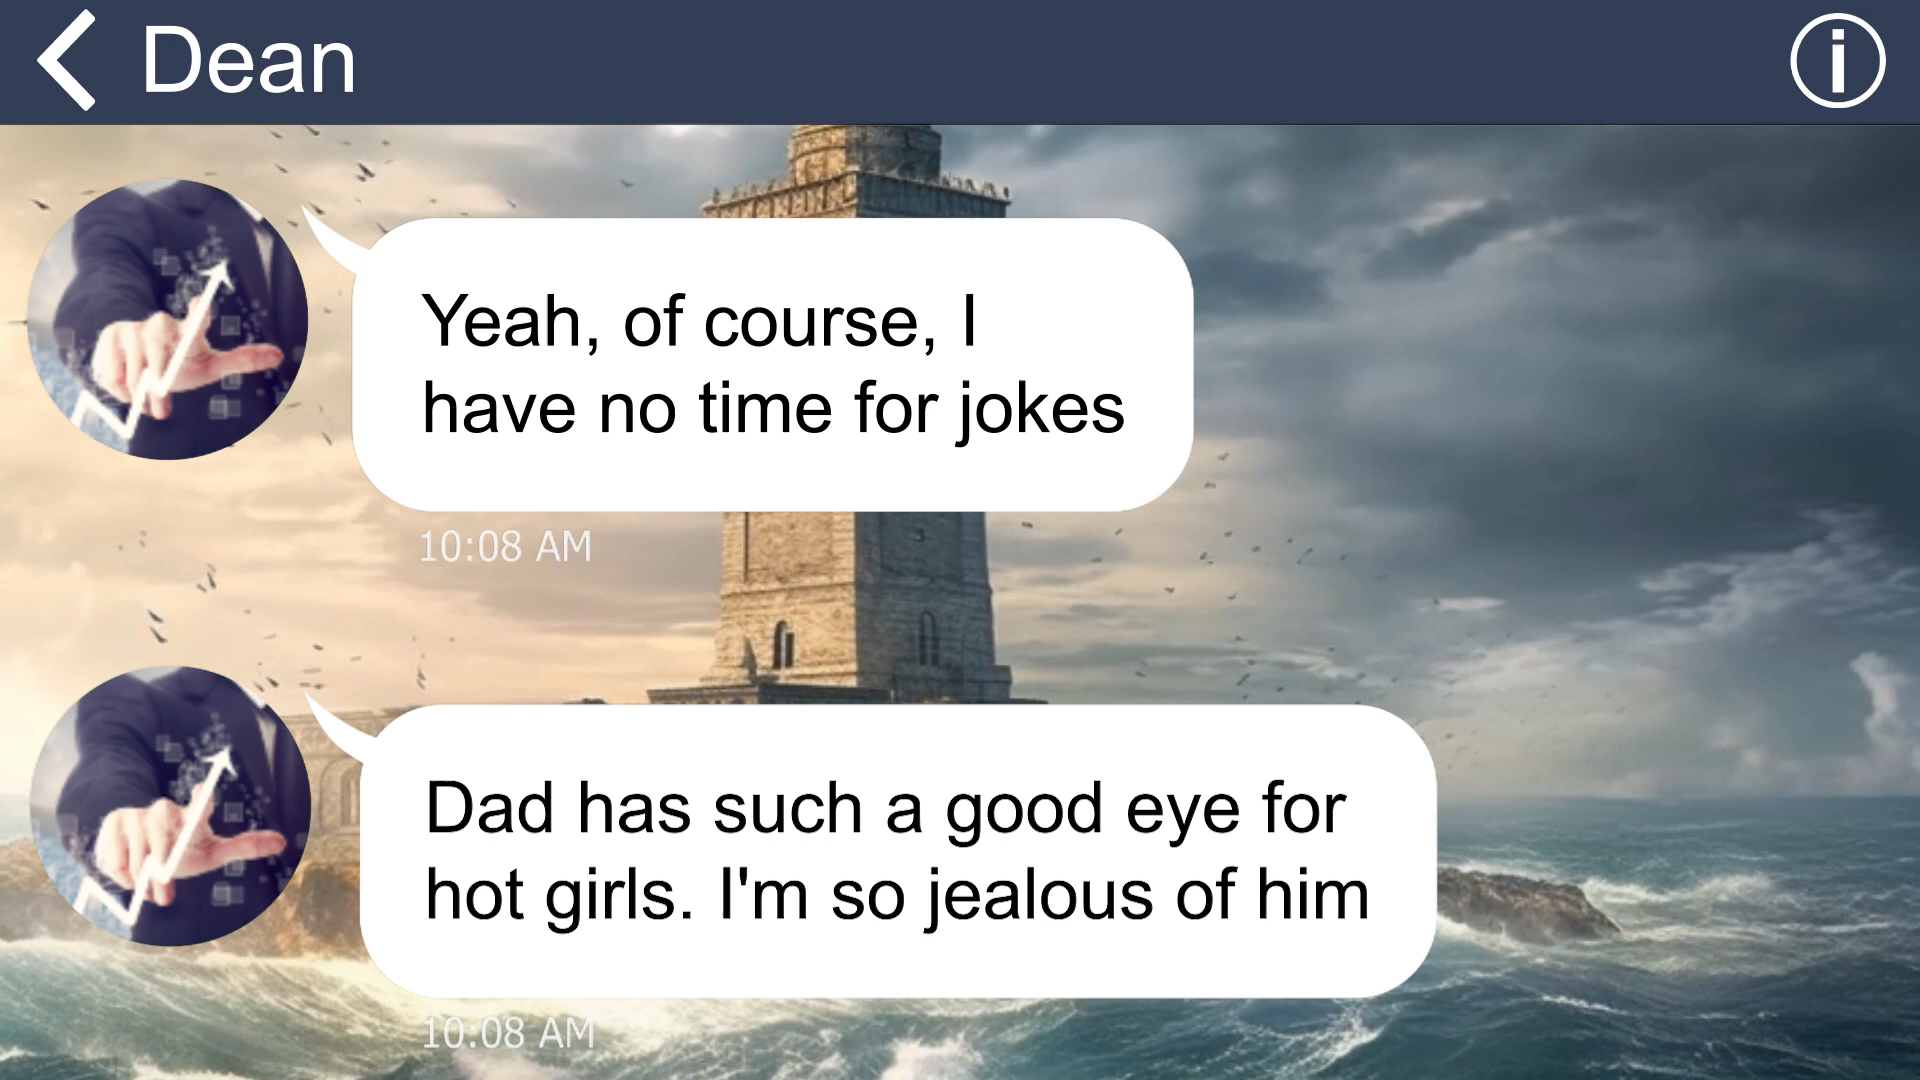 Dean
Yeah, of course, I
have no time for jokes
10:08 AM
Dad has such a good eye for
hot girls. I'm so jealous of him
10:08 AM